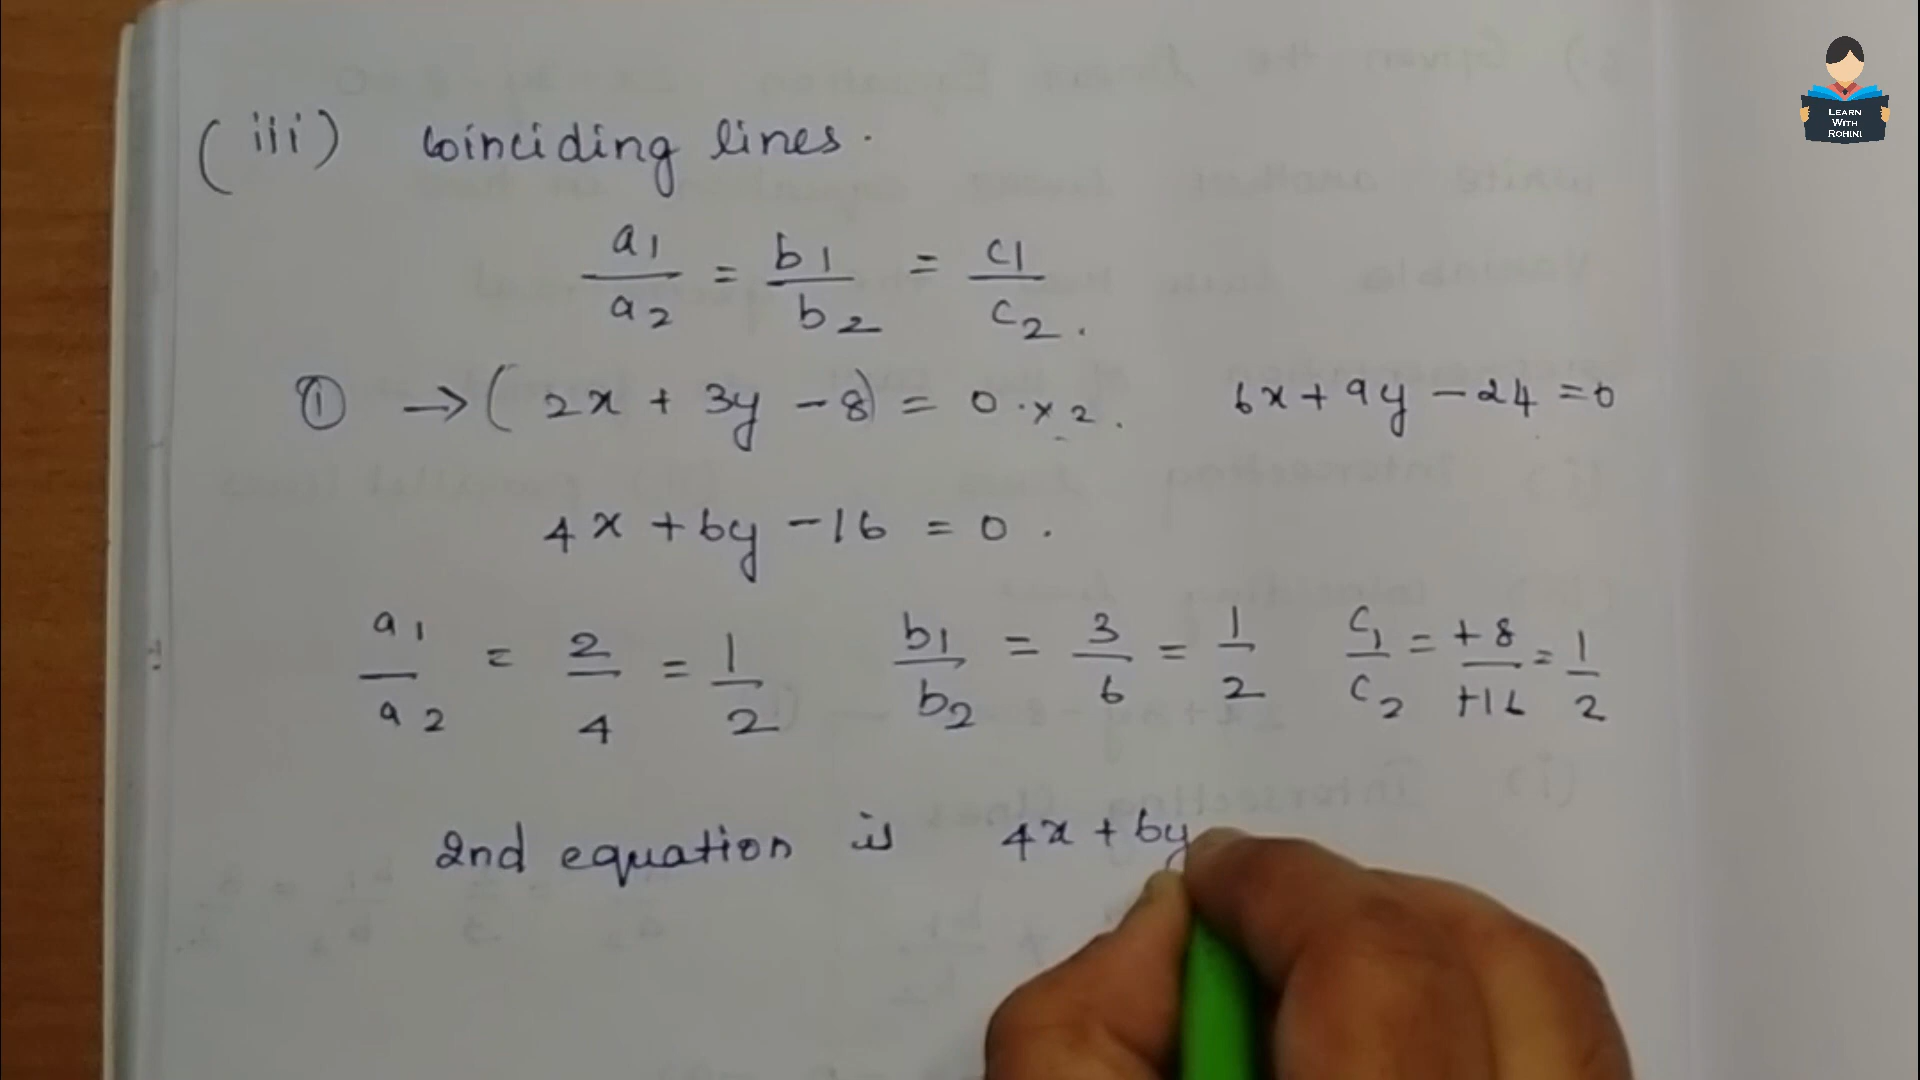 (iii) Coinciding lines.
a1/a2 = b1/b2 = c1/c2.
① → (2x + 3y - 8) = 0 . x 2. 6x + 9y - 24 = 0
4x + 6y - 16 = 0.
a1/a2 = 2/4 = 1/2 b1/b2 = 3/6 = 1/2 c1/c2 = +8/+16 = 1/2
2nd equation is 4x + 6y
LEARN
WITH
ROHINI